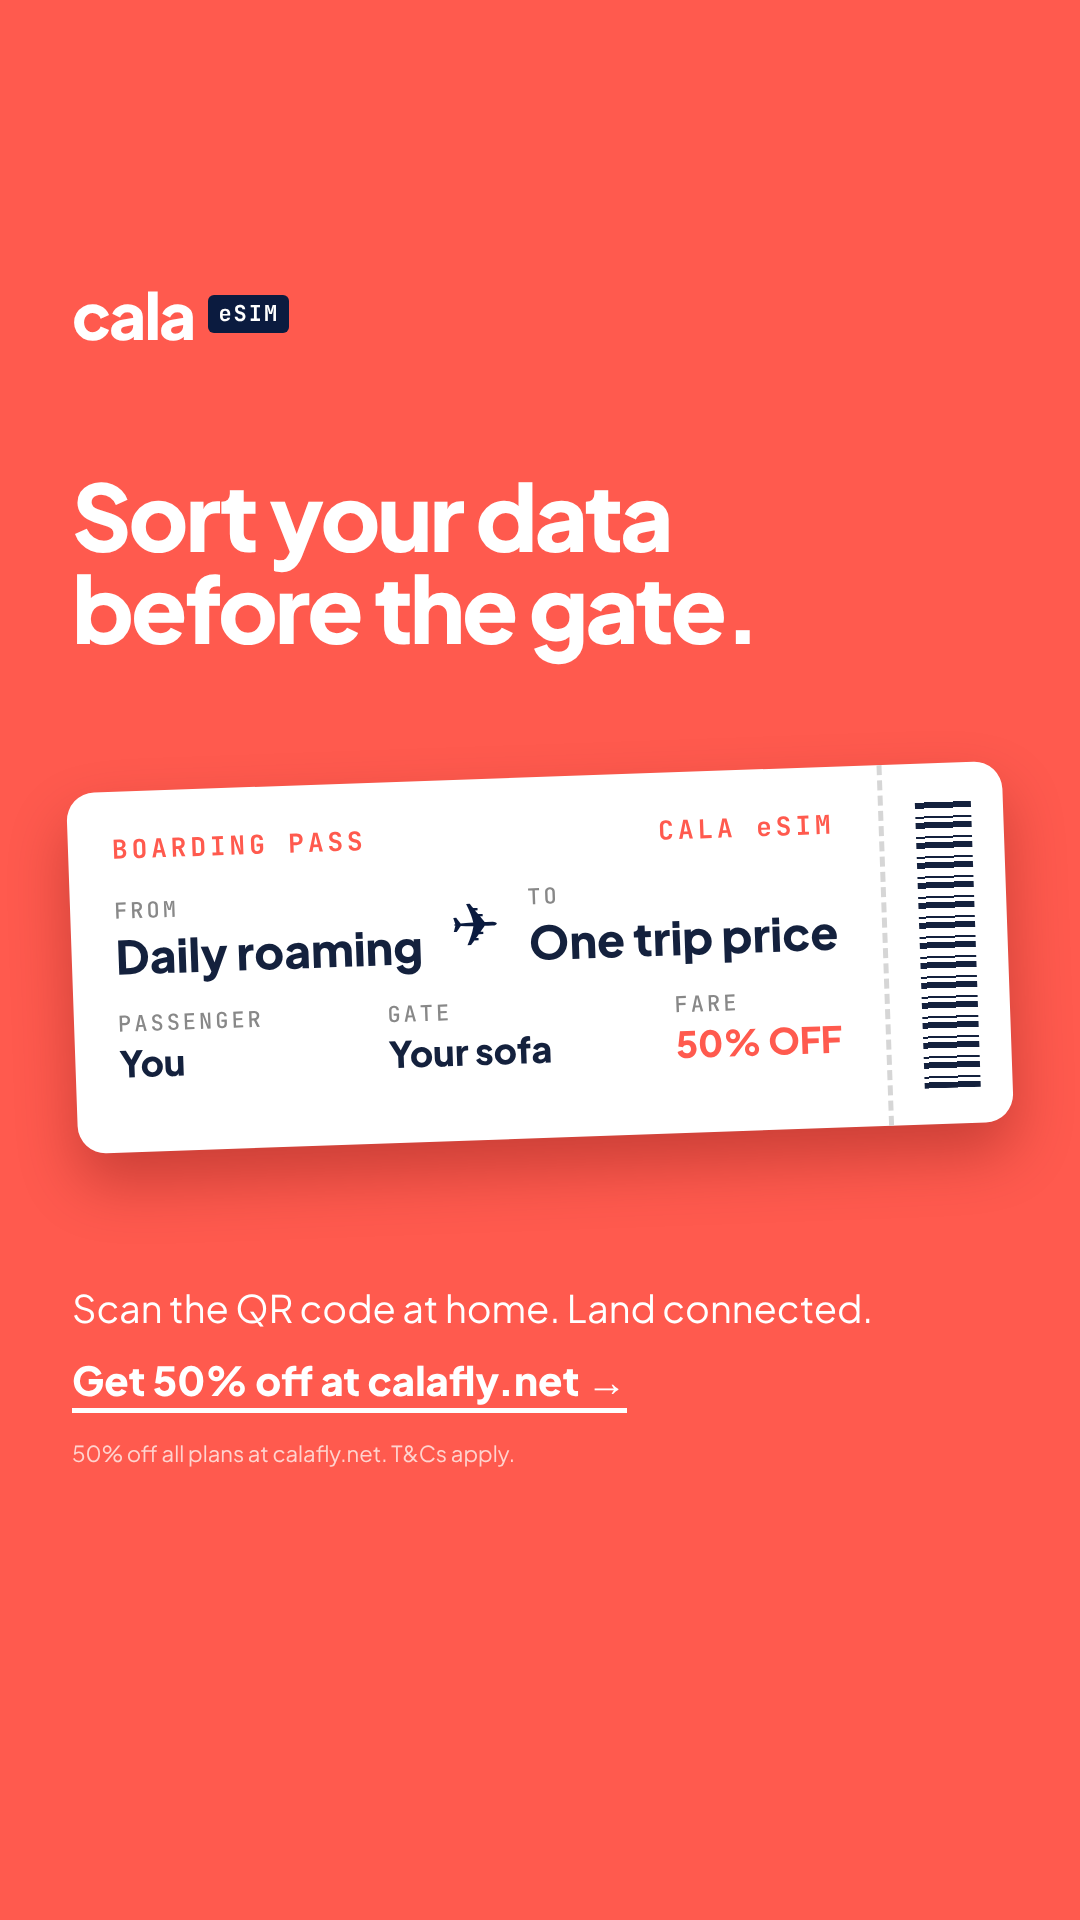 cala eSIM
Sort your data
before the gate.
BOARDING PASS CALA eSIM
FROM TO
Daily roaming ✈ One trip price
PASSENGER GATE FARE
You Your sofa 50% OFF
Scan the QR code at home. Land connected.
Get 50% off at calafly.net →
50% off all plans at calafly.net. T&Cs apply.